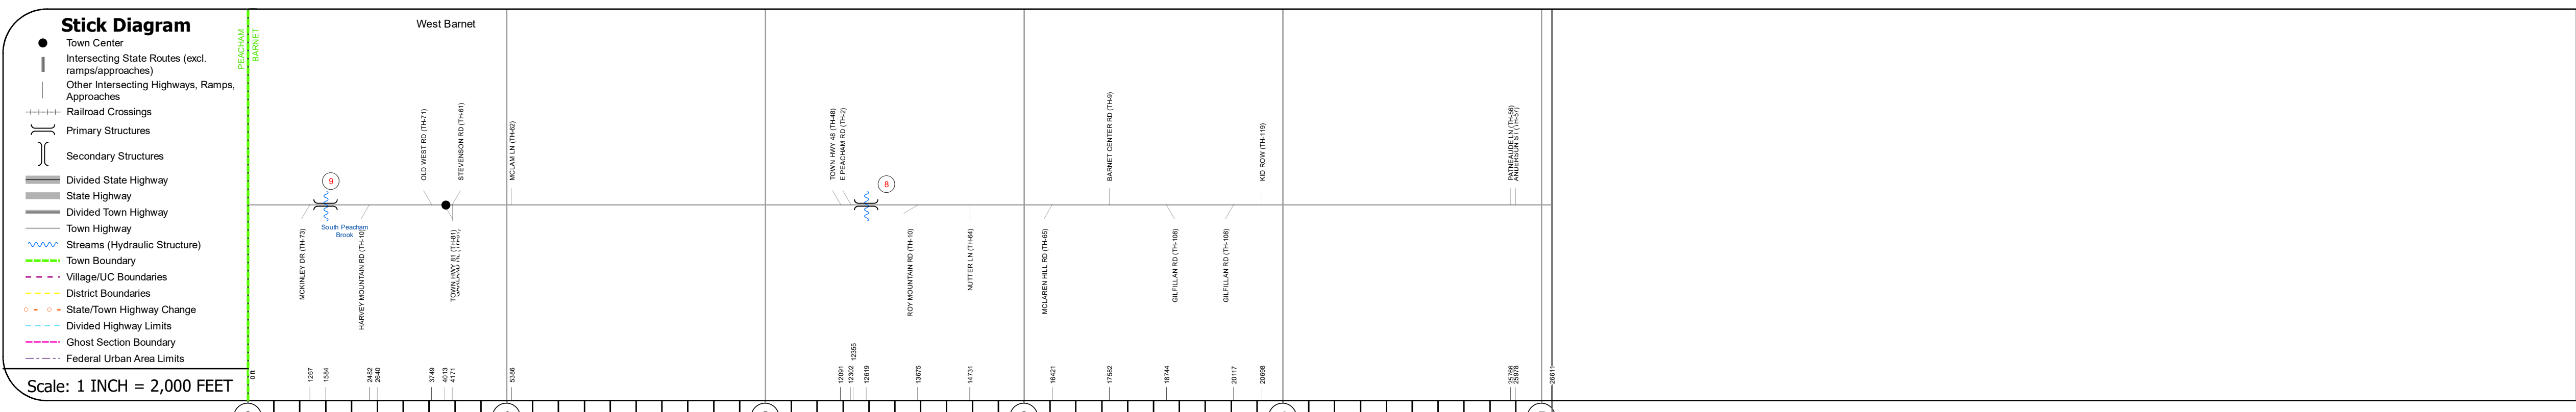 Stick Diagram
Town Center
Intersecting State Routes (excl.
ramps/approaches)
Other Intersecting Highways, Ramps,
Approaches
Railroad Crossings
Primary Structures
Secondary Structures
Divided State Highway
State Highway
Divided Town Highway
Town Highway
Streams (Hydraulic Structure)
Town Boundary
Village/UC Boundaries
District Boundaries
State/Town Highway Change
Divided Highway Limits
Ghost Section Boundary
Federal Urban Area Limits
Scale: 1 INCH = 2,000 FEET
PEACHAM
BARNET
West Barnet
OLD WEST RD (TH-71)
STEVENSON RD (TH-61)
MCLAM LN (TH-62)
TOWN HWY 48 (TH-48)
E PEACHAM RD (TH-2)
BARNET CENTER RD (TH-9)
KID ROW (TH-119)
PATNEAUDE LN (TH-56)
ANDERSON ST (TH-57)
9
8
South Peacham
Brook
MCKINLEY DR (TH-73)
HARVEY MOUNTAIN RD (TH-10)
TOWN HWY 81 (TH-81)
ROY MOUNTAIN RD (TH-10)
NUTTER LN (TH-64)
MCLAREN HILL RD (TH-65)
GILFILLAN RD (TH-108)
GILFILLAN RD (TH-108)
0 ft
1267
1584
2482
2640
3749
4013
4171
5386
12091
12302
12355
12619
13675
14731
16421
17582
18744
20117
20698
25766
25978
26611